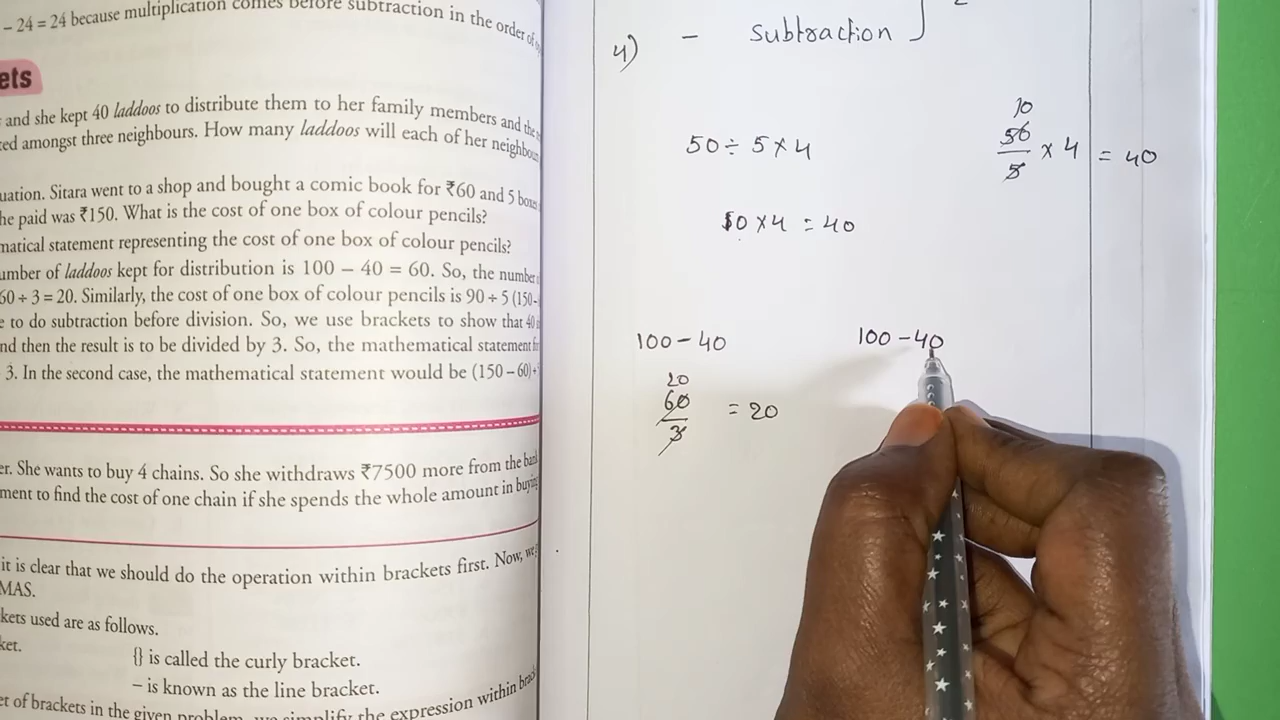 – 24 = 24 because multiplication comes before subtraction in the order of
ets
and she kept 40 laddoos to distribute them to her family members and the
ted amongst three neighbours. How many laddoos will each of her
uation. Sitara went to a shop and bought a comic book for ₹60 and 5
he paid was ₹150. What is the cost of one box of colour pencils?
matical statement representing the cost of one box of colour pencils?
umber of laddoos kept for distribution is 100 – 40 = 60. So, the number
60 ÷ 3 = 20. Similarly, the cost of one box of colour pencils is 90 ÷ 5 (150–
e to do subtraction before division. So, we use brackets to show that 40
nd then the result is to be divided by 3. So, the mathematical statement
3. In the second case, the mathematical statement would be (150 – 60) ÷
er. She wants to buy 4 chains. So she withdraws ₹7500 more from the bank
ment to find the cost of one chain if she spends the whole amount in buying
it is clear that we should do the operation within brackets first. Now, we
MAS.
kets used are as follows.
ket.
{} is called the curly bracket.
– is known as the line bracket.
et of brackets in the given problem, we simplify the expression within
4) – subtraction
50 ÷ 5 × 4
10
50
5
× 4 = 40
10 × 4 = 40
100 – 40
20
60
3
= 20
100 – 40